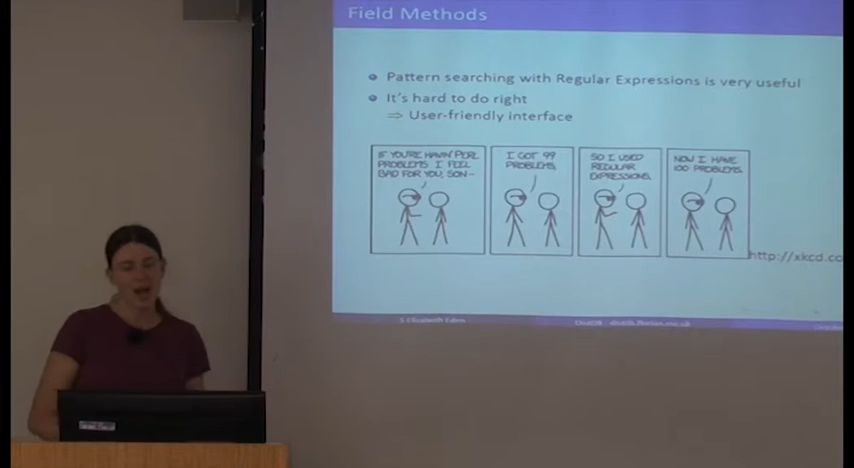 Field Methods
Pattern searching with Regular Expressions is very useful
It's hard to do right
⇒ User-friendly interface
IF YOU'RE HAVIN' PERL
PROBLEMS I FEEL
BAD FOR YOU, SON-
I GOT 99
PROBLEMS,
SO I USED
REGULAR
EXPRESSIONS.
NOW I HAVE
100 PROBLEMS.
http://xkcd.co